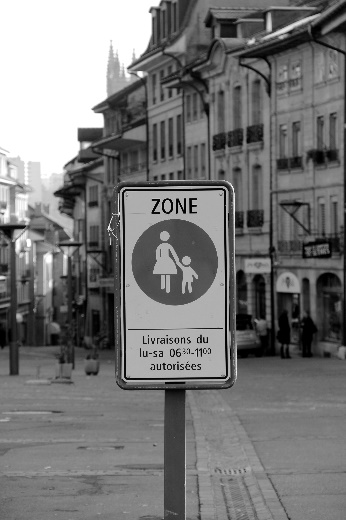 ZONE
Livraisons du
lu-sa 06³⁰-11⁰⁰
autorisées